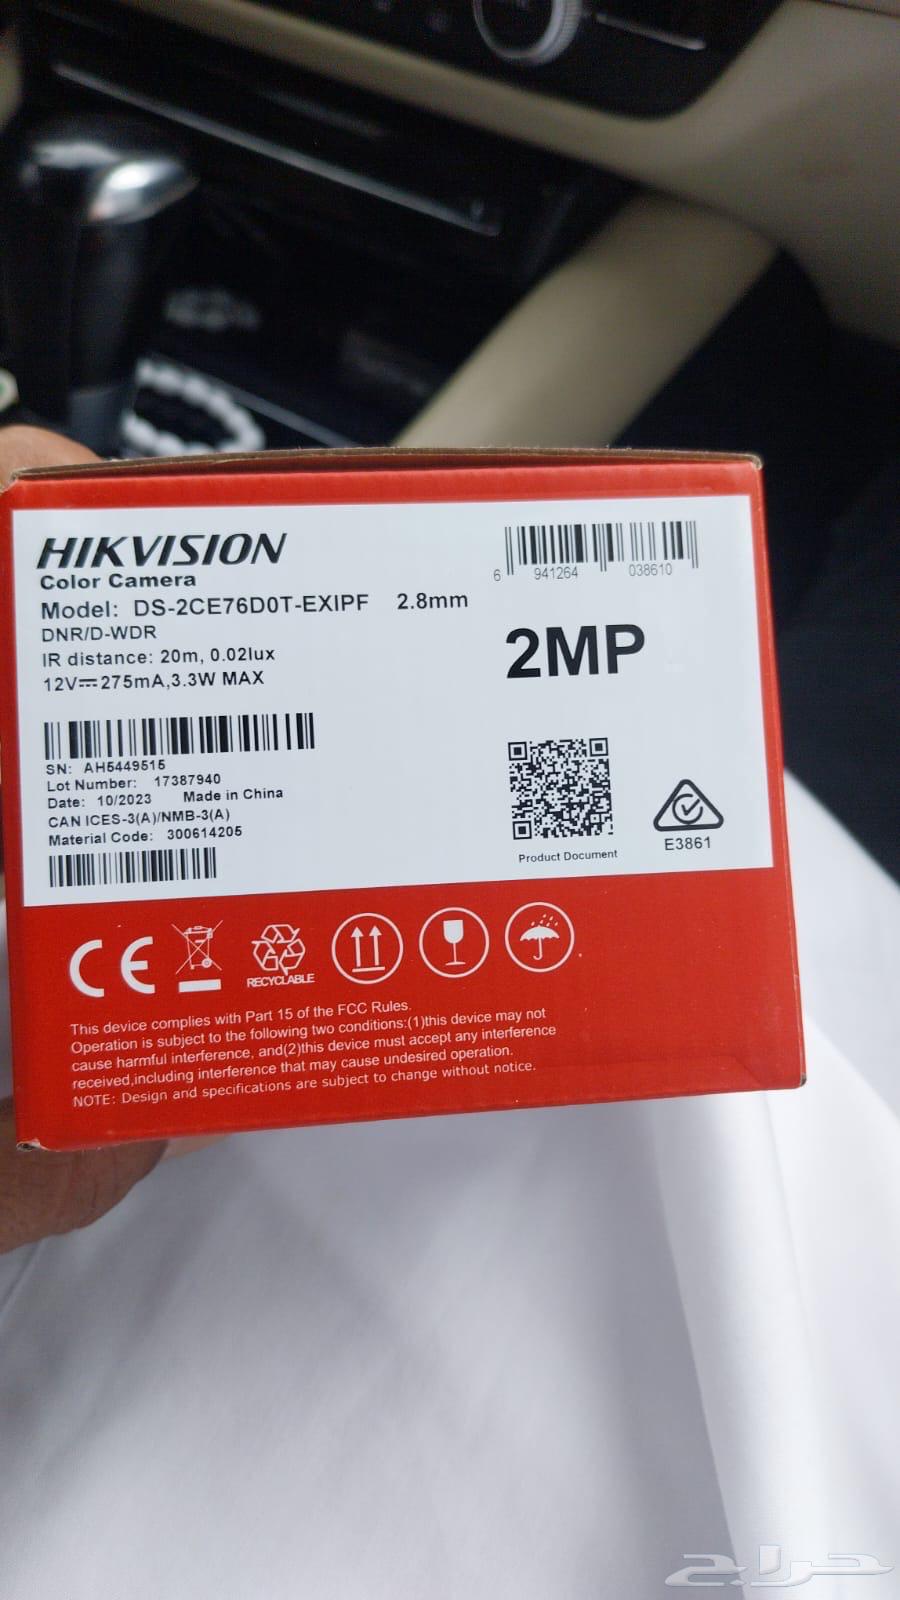 HIKVISION
Color Camera
Model: DS-2CE76D0T-EXIPF 2.8mm
DNR/D-WDR
IR distance: 20m, 0.02lux
12V⎓275mA,3.3W MAX
6 941264 038610
2MP
SN: AH5449515
Lot Number: 17387940
Date: 10/2023 Made in China
CAN ICES-3(A)/NMB-3(A)
Material Code: 300614205
Product Document
E3861
CE
RECYCLABLE
This device complies with Part 15 of the FCC Rules.
Operation is subject to the following two conditions:(1)this device may not
cause harmful interference, and(2)this device must accept any interference
received,including interference that may cause undesired operation.
NOTE: Design and specifications are subject to change without notice.
حراج